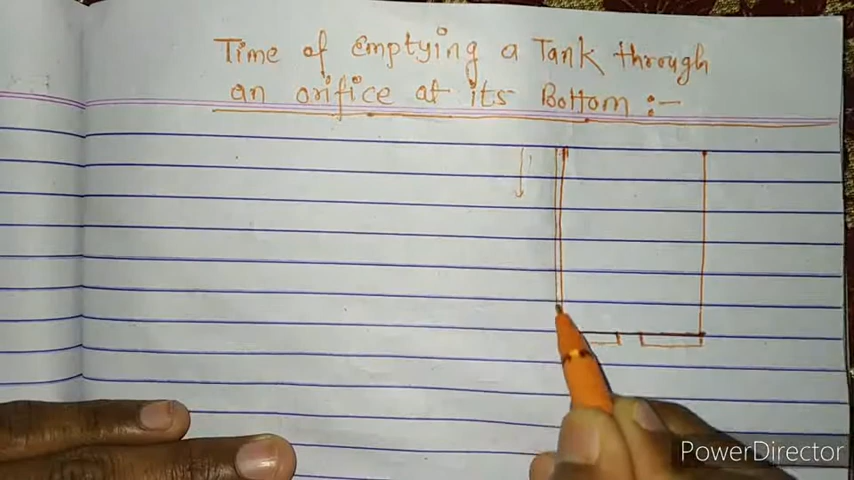 Time of emptying a Tank through
an orifice at its Bottom :-
PowerDirector